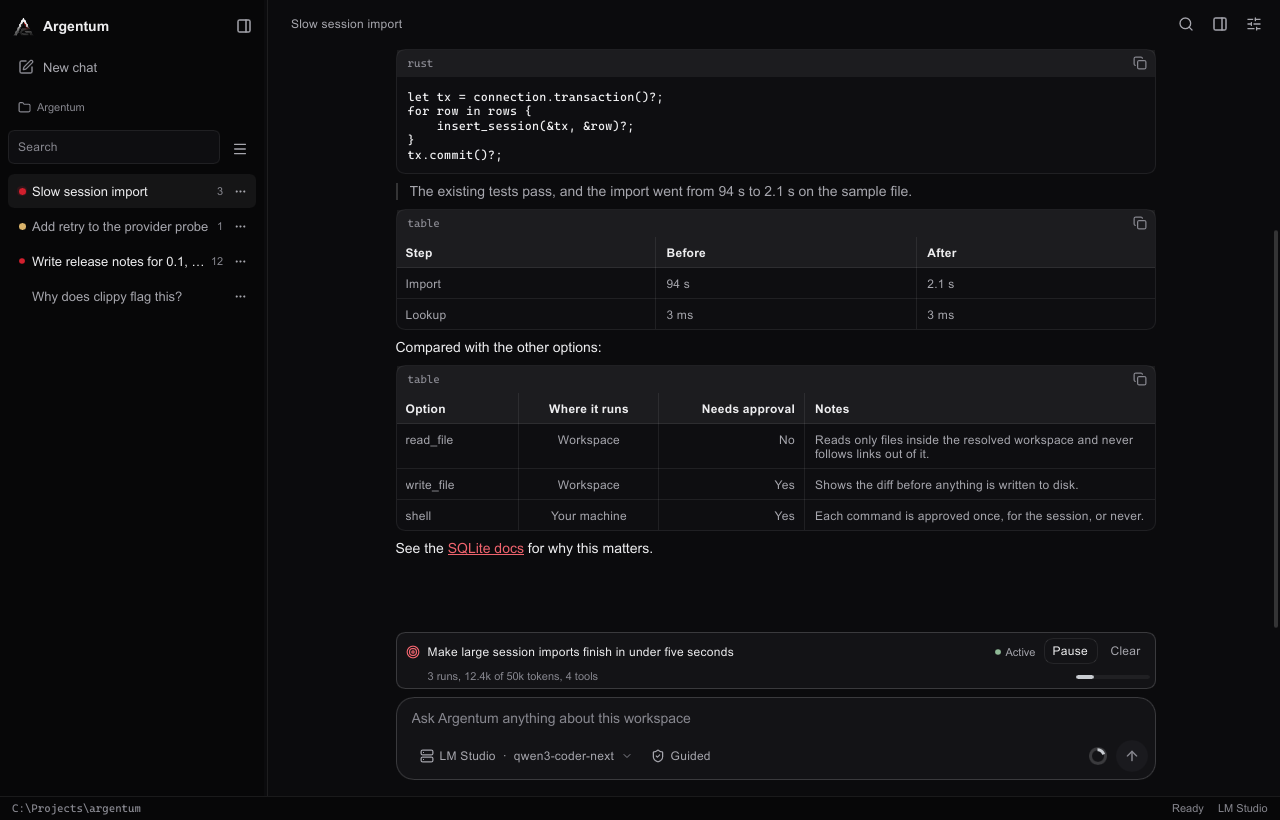 Argentum
New chat
Argentum
Search
Slow session import 3
Add retry to the provider probe 1
Write release notes for 0.1, … 12
Why does clippy flag this?
Slow session import
rust
let tx = connection.transaction()?;
for row in rows {
    insert_session(&tx, &row)?;
}
tx.commit()?;
The existing tests pass, and the import went from 94 s to 2.1 s on the sample file.
table
Step Before After
Import 94 s 2.1 s
Lookup 3 ms 3 ms
Compared with the other options:
table
Option Where it runs Needs approval Notes
read_file Workspace No Reads only files inside the resolved workspace and never
follows links out of it.
write_file Workspace Yes Shows the diff before anything is written to disk.
shell Your machine Yes Each command is approved once, for the session, or never.
See the SQLite docs for why this matters.
Make large session imports finish in under five seconds Active Pause Clear
3 runs, 12.4k of 50k tokens, 4 tools
Ask Argentum anything about this workspace
LM Studio · qwen3-coder-next Guided
C:\Projects\argentum Ready LM Studio